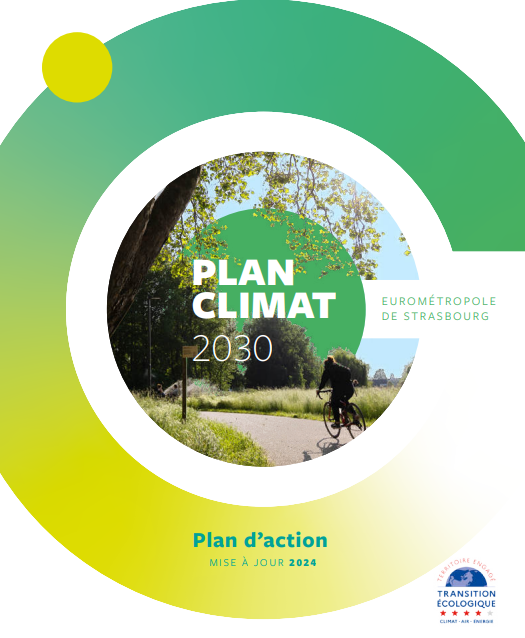 PLAN
CLIMAT
2030
EUROMÉTROPOLE
DE STRASBOURG
Plan d’action
MISE À JOUR 2024
TERRITOIRE ENGAGÉ
TRANSITION
ÉCOLOGIQUE
CLIMAT - AIR - ÉNERGIE